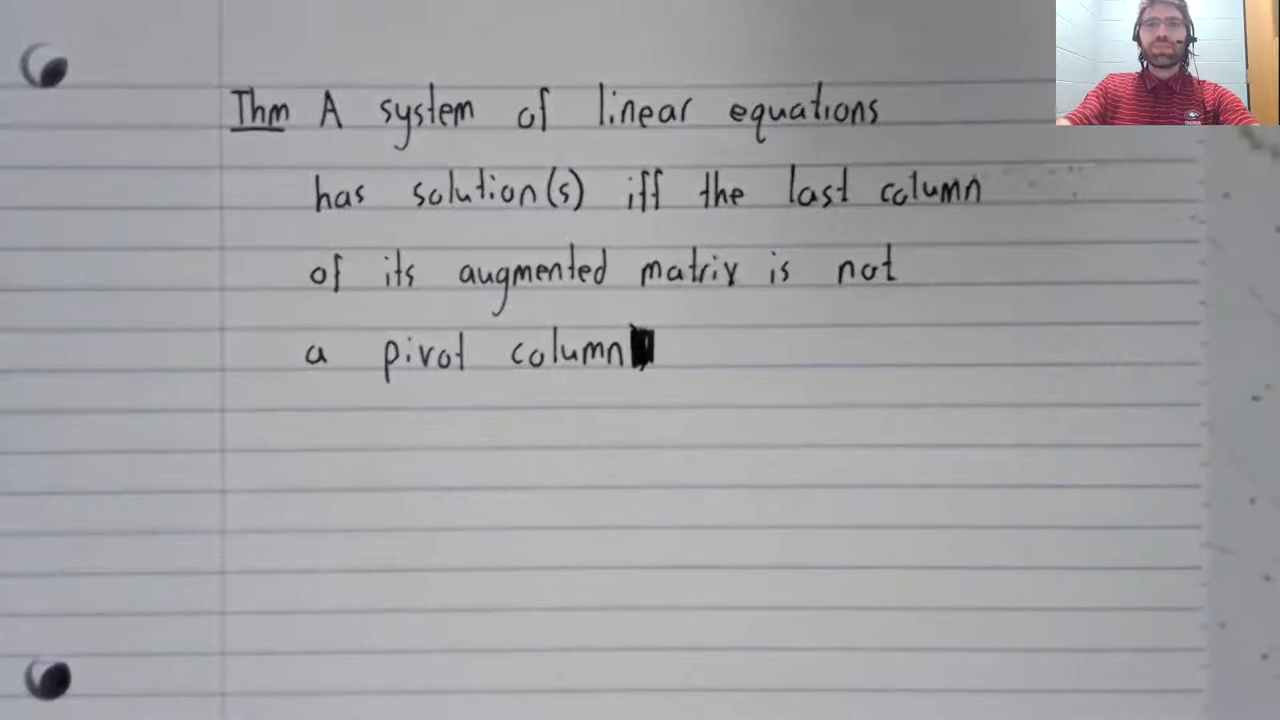 Thm A system of linear equations
has solution(s) iff the last column
of its augmented matrix is not
a pivot column